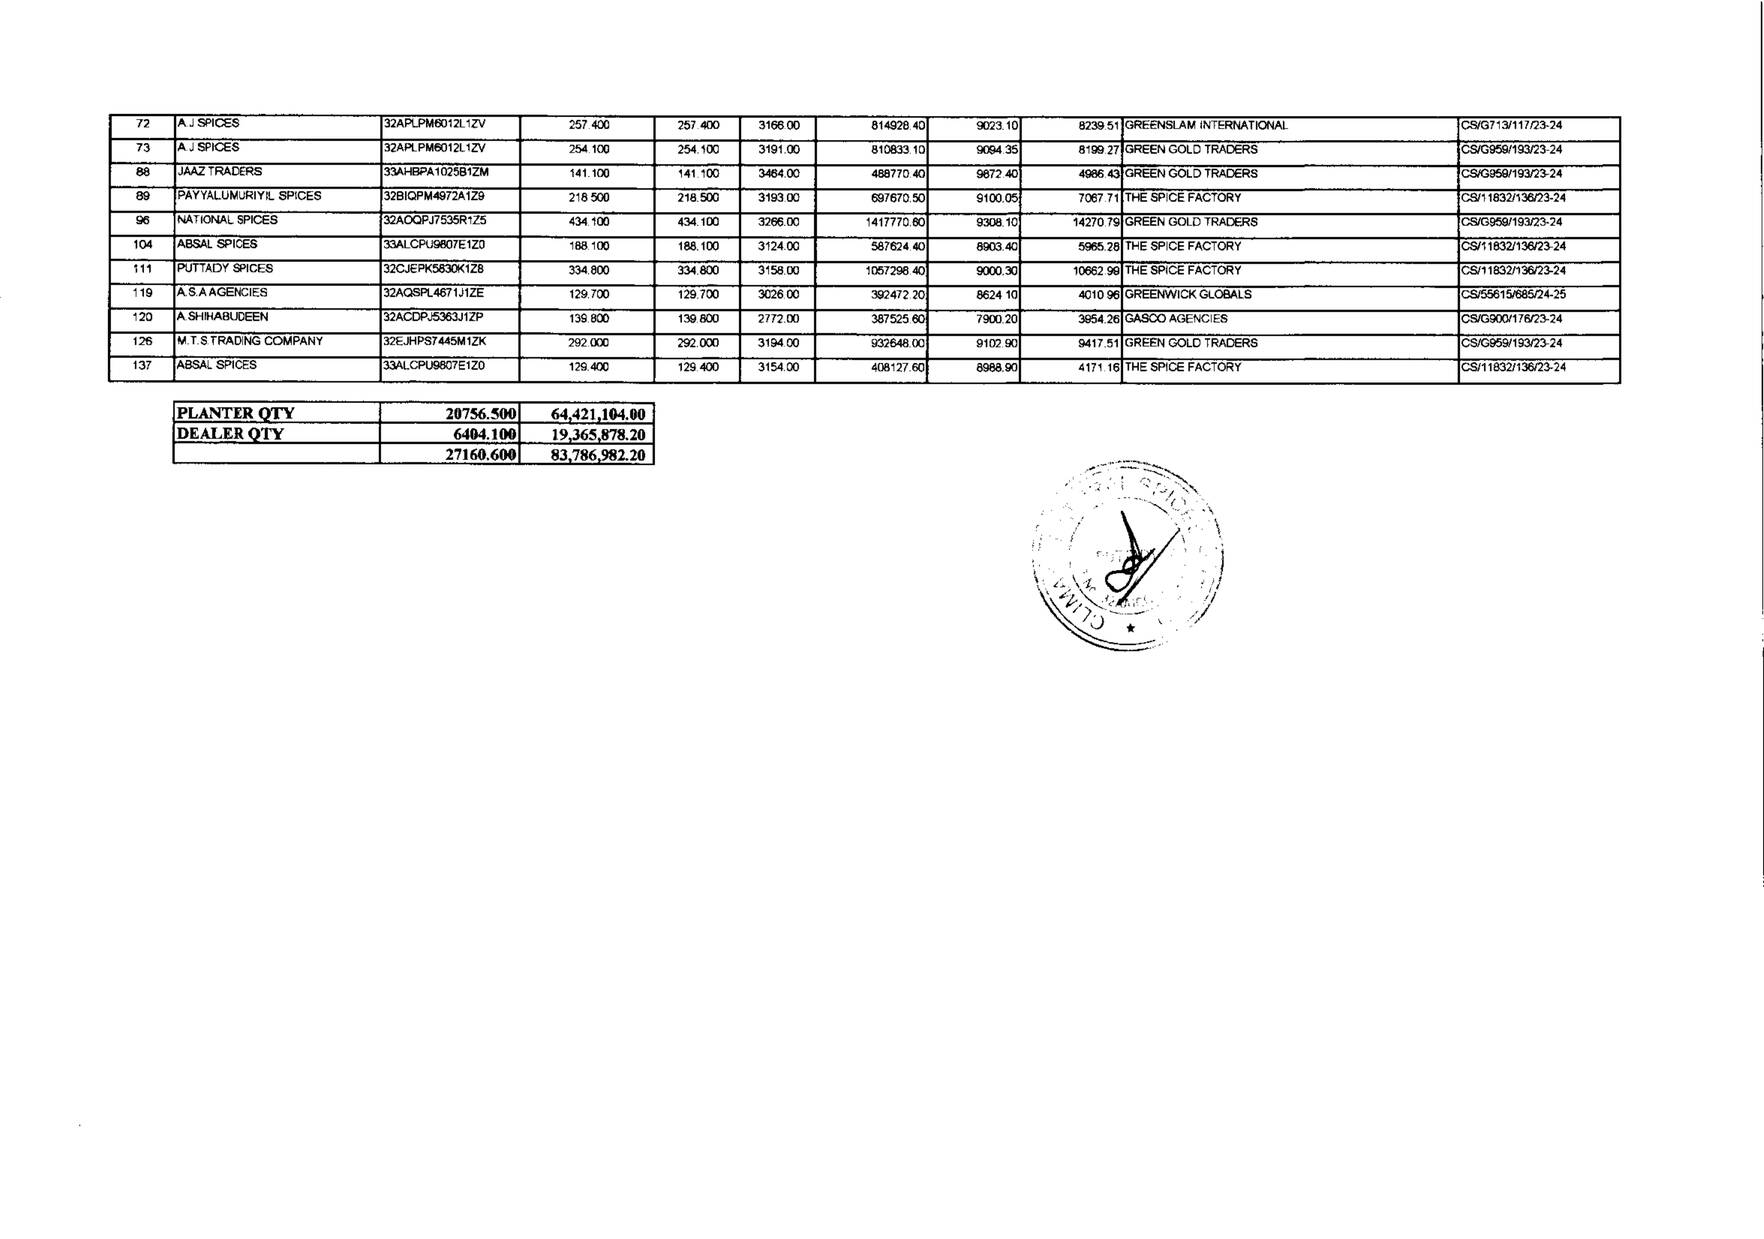 72 A.J SPICES 32APLPM6012L1ZV 257.400 257.400 3166.00 814928.40 9023.10 8239.51 GREENSLAM INTERNATIONAL CS/G713/117/23-24
73 A.J SPICES 32APLPM6012L1ZV 254.100 254.100 3191.00 810833.10 9094.35 8199.27 GREEN GOLD TRADERS CS/G959/193/23-24
88 JAAZ TRADERS 33AHBPA1025B1ZM 141.100 141.100 3464.00 488770.40 9872.40 4986.43 GREEN GOLD TRADERS CS/G959/193/23-24
89 PAYYALUMURIYIL SPICES 32BIQPM4972A1Z9 218.500 218.500 3193.00 697670.50 9100.05 7067.71 THE SPICE FACTORY CS/11832/136/23-24
96 NATIONAL SPICES 32AOQPJ7535R1Z5 434.100 434.100 3266.00 1417770.60 9308.10 14270.79 GREEN GOLD TRADERS CS/G959/193/23-24
104 ABSAL SPICES 33ALCPU9807E1Z0 188.100 188.100 3124.00 587624.40 8903.40 5965.28 THE SPICE FACTORY CS/11832/136/23-24
111 PUTTADY SPICES 32CJEPK5830K1ZB 334.800 334.800 3158.00 1057298.40 9000.30 10662.99 THE SPICE FACTORY CS/11832/136/23-24
119 A.S.A AGENCIES 32AQSPL4671J1ZE 129.700 129.700 3026.00 392472.20 8624.10 4010.96 GREENWICK GLOBALS CS/55615/685/24-25
120 A.SHIHABUDEEN 32ACDPJ5363J1ZP 139.800 139.800 2772.00 387525.60 7900.20 3954.26 GASCO AGENCIES CS/G900/176/23-24
126 M.T.S.TRADING COMPANY 32EJHPS7445M1ZK 292.000 292.000 3194.00 932648.00 9102.90 9417.51 GREEN GOLD TRADERS CS/G959/193/23-24
137 ABSAL SPICES 33ALCPU9807E1Z0 129.400 129.400 3154.00 408127.60 8988.90 4171.16 THE SPICE FACTORY CS/11832/136/23-24
PLANTER QTY 20756.500 64,421,104.00
DEALER QTY 6404.100 19,365,878.20
27160.600 83,786,982.20